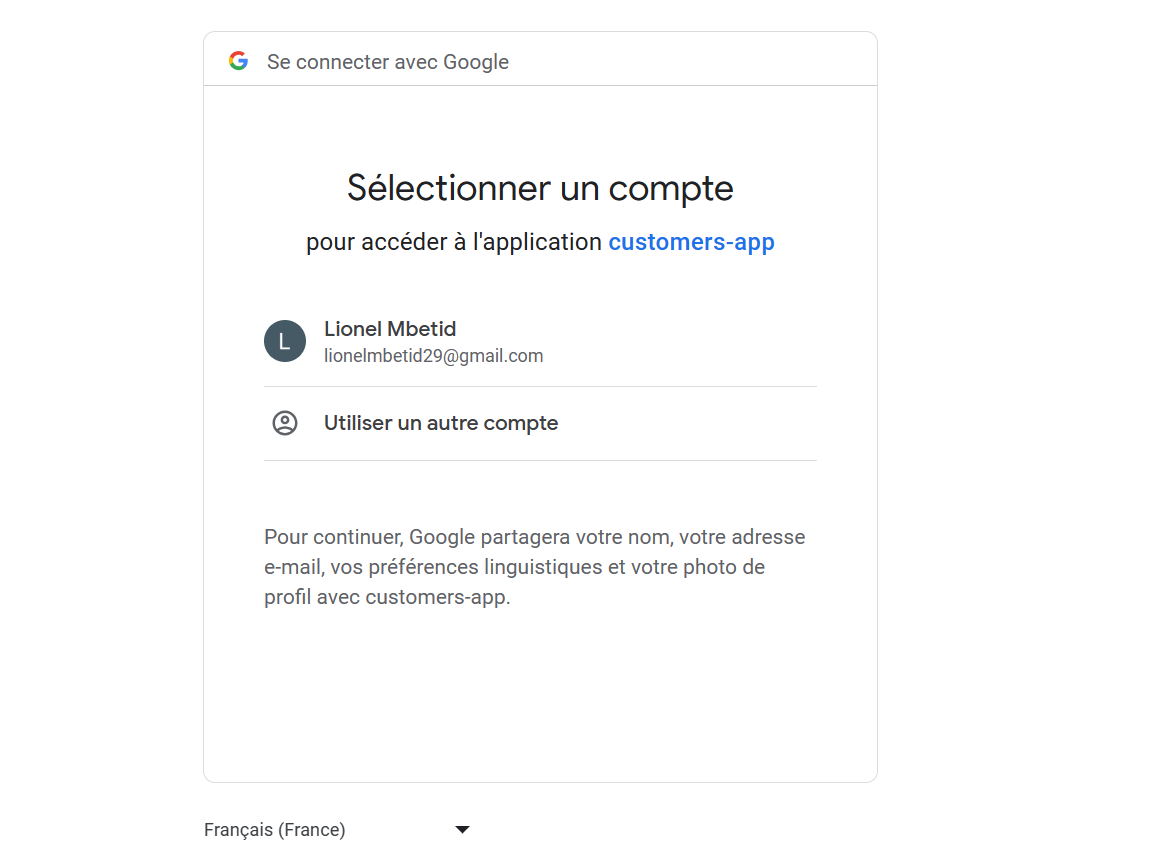 Se connecter avec Google
Sélectionner un compte
pour accéder à l'application customers-app
L
Lionel Mbetid
lionelmbetid29@gmail.com
Utiliser un autre compte
Pour continuer, Google partagera votre nom, votre adresse
e-mail, vos préférences linguistiques et votre photo de
profil avec customers-app.
Français (France)